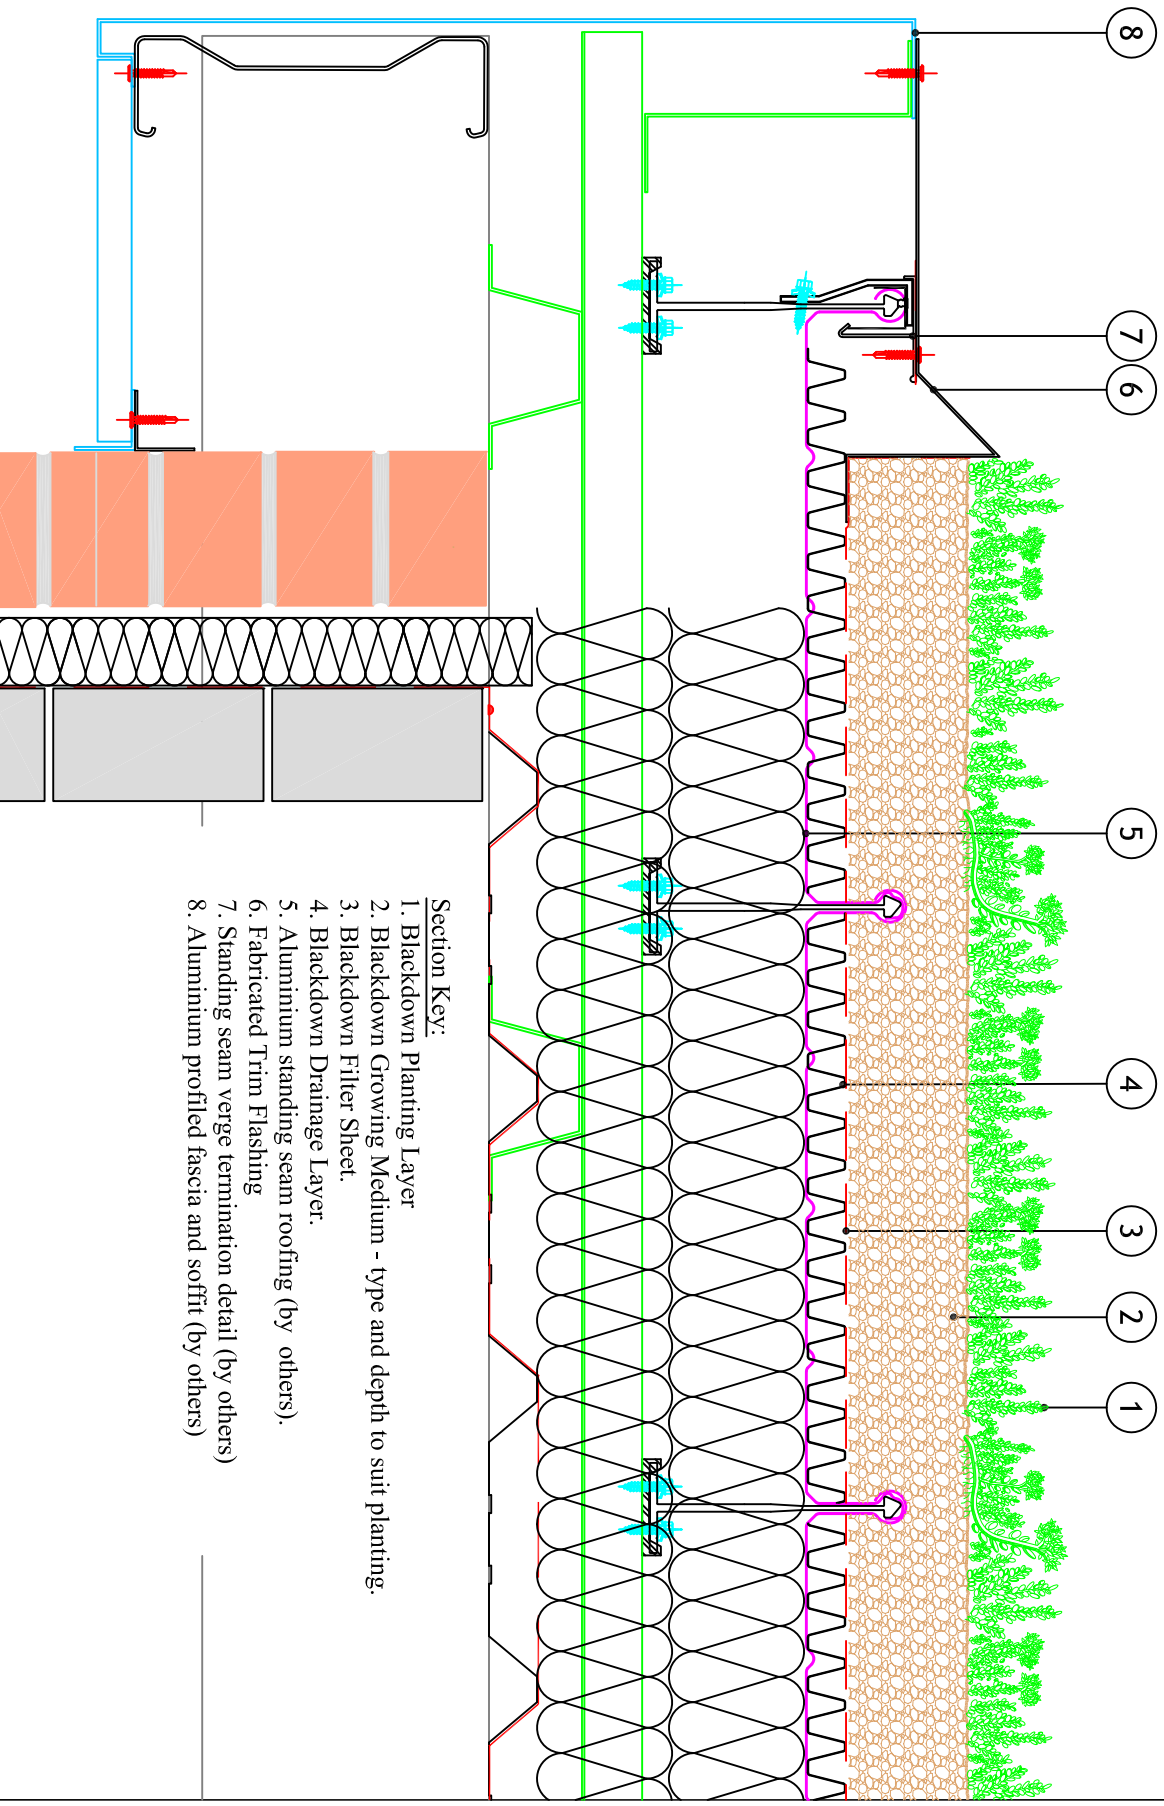 8
7
6
5
4
3
2
1
Section Key:
1. Blackdown Planting Layer
2. Blackdown Growing Medium - type and depth to suit planting.
3. Blackdown Filter Sheet.
4. Blackdown Drainage Layer.
5. Aluminium standing seam roofing (by others).
6. Fabricated Trim Flashing
7. Standing seam verge termination detail (by others)
8. Aluminium profiled fascia and soffit (by others)